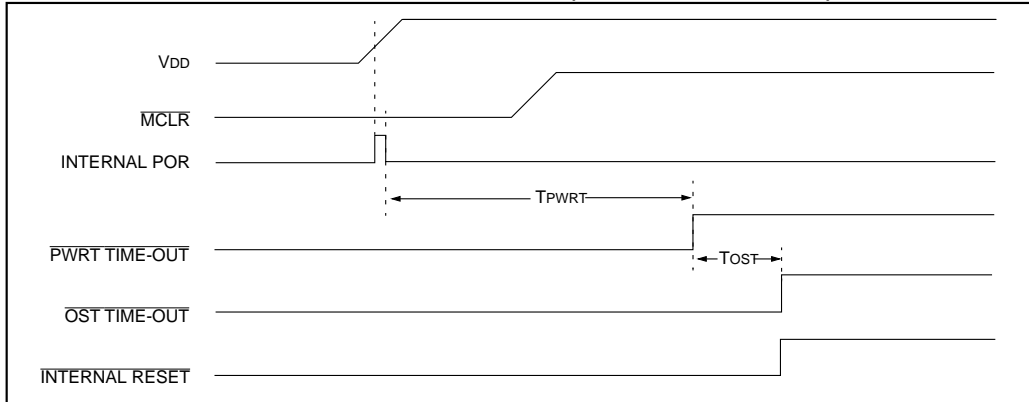 VDD
MCLR
INTERNAL POR
TPWRT
PWRT TIME-OUT
TOST
OST TIME-OUT
INTERNAL RESET